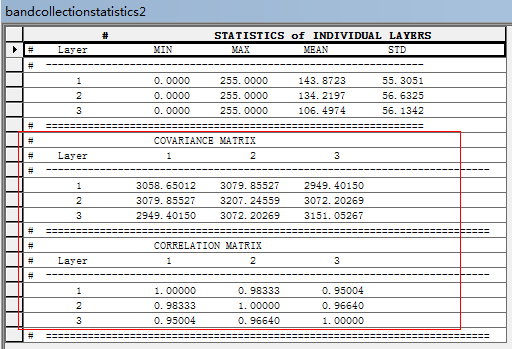 bandcollectionstatistics2
# STATISTICS of INDIVIDUAL LAYERS
# Layer MIN MAX MEAN STD
# ---------------------------------------------------------------
1 0.0000 255.0000 143.8723 55.3051
2 0.0000 255.0000 134.2197 56.6325
3 0.0000 255.0000 106.4974 56.1342
# ===============================================================
# COVARIANCE MATRIX
# Layer 1 2 3
# ---------------------------------------------------------------
1 3058.65012 3079.85527 2949.40150
2 3079.85527 3207.24559 3072.20269
3 2949.40150 3072.20269 3151.05267
# ===============================================================
# CORRELATION MATRIX
# Layer 1 2 3
# ---------------------------------------------------------------
1 1.00000 0.98333 0.95004
2 0.98333 1.00000 0.96640
3 0.95004 0.96640 1.00000
# ===============================================================